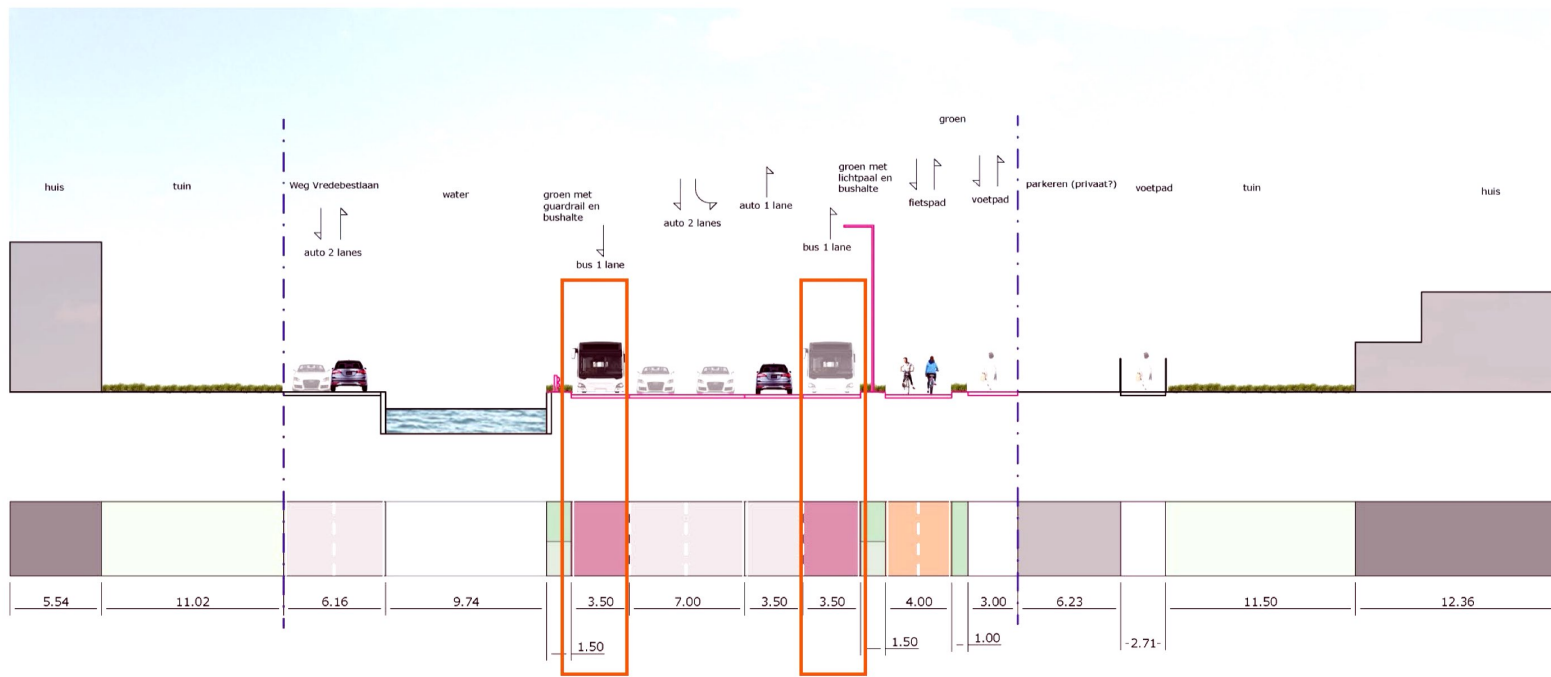 groen
huis
tuin
Weg Vredebestlaan
auto 2 lanes
water
groen met
guardrail en
bushalte
bus 1 lane
auto 2 lanes
auto 1 lane
bus 1 lane
groen met
lichtpaal en
bushalte
fietspad
voetpad
parkeren (privaat?)
voetpad
tuin
huis
5.54
11.02
6.16
9.74
3.50
7.00
3.50
3.50
4.00
3.00
6.23
11.50
12.36
1.50
1.50
1.00
-2.71-